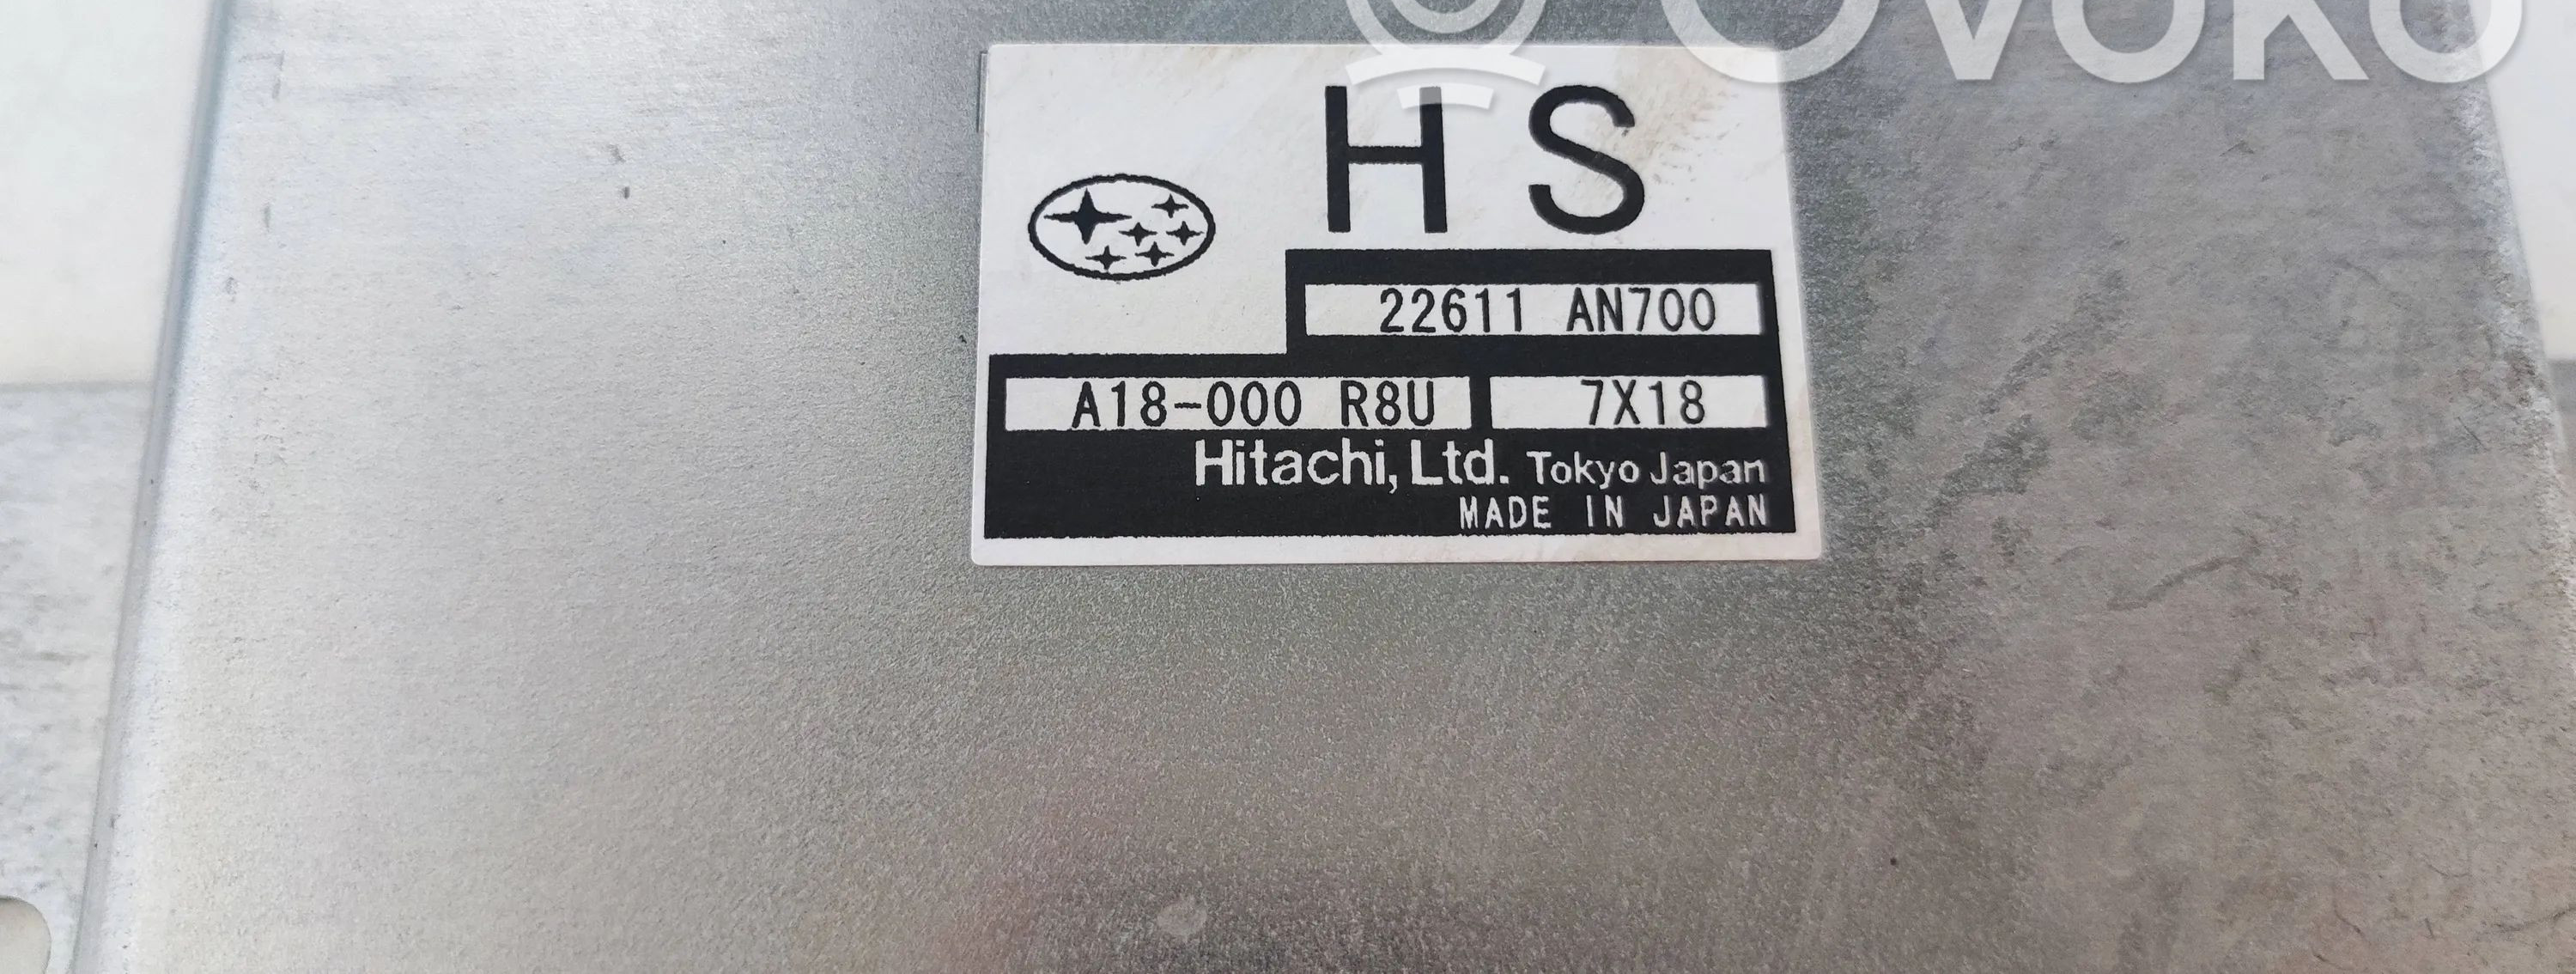 OVOKO
HS
22611 AN700
A18-000 R8U 7X18
Hitachi, Ltd. Tokyo Japan
MADE IN JAPAN